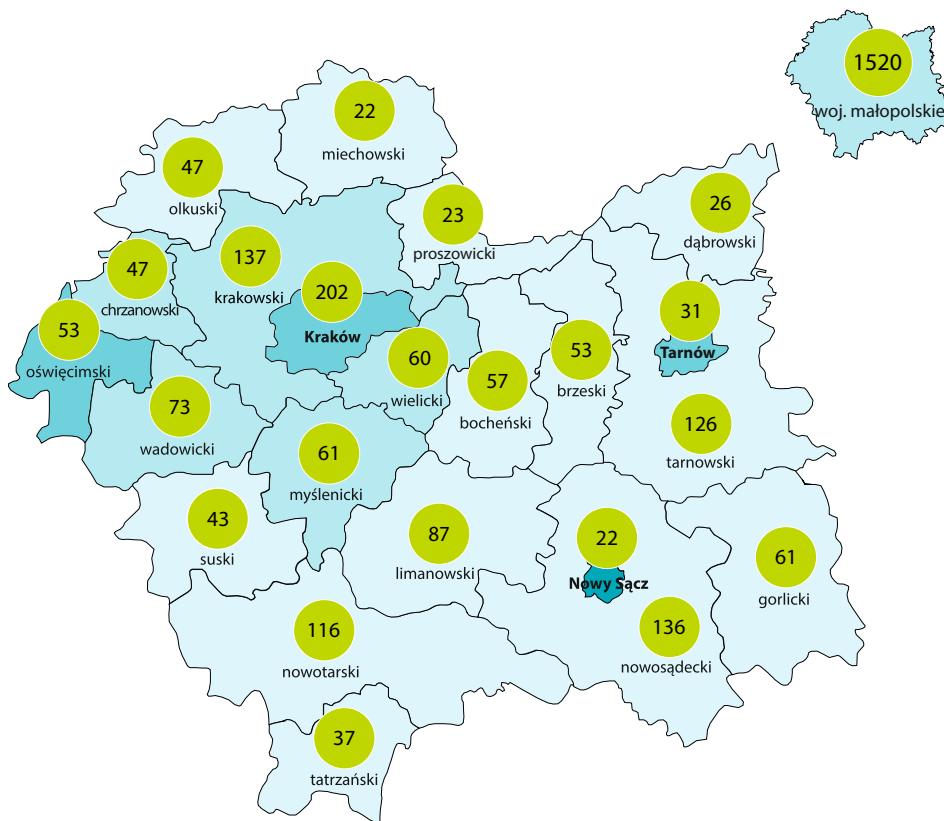 1520
woj. małopolskie
22
miechowski
47
olkuski
26
dąbrowski
23
proszowicki
137
krakowski
47
chrzanowski
202
Kraków
31
Tarnów
53
oświęcimski
60
wielicki
53
brzeski
57
bocheński
73
wadowicki
126
tarnowski
61
myślenicki
43
suski
87
limanowski
22
Nowy Sącz
61
gorlicki
116
nowotarski
136
nowosądecki
37
tatrzański